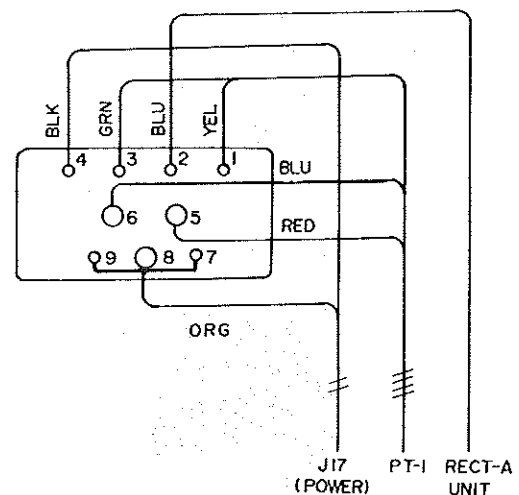 BLK GRN BLU YEL
4 3 2 1
BLU
6 5
RED
9 8 7
ORG
J17 PT-1 RECT-A
(POWER) UNIT